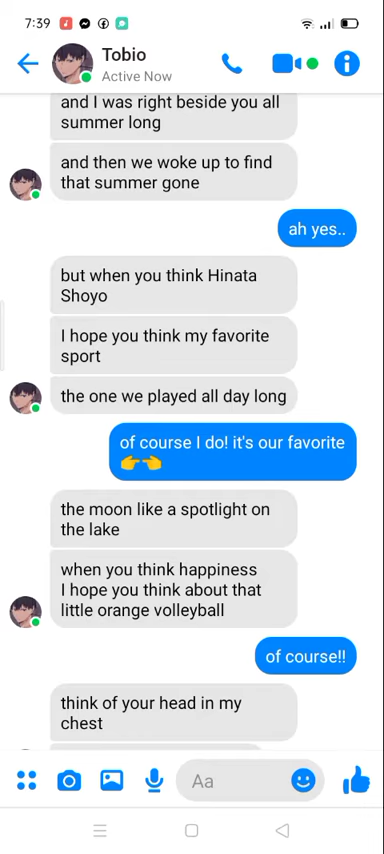 7:39
Tobio
Active Now
and I was right beside you all
summer long
and then we woke up to find
that summer gone
ah yes..
but when you think Hinata
Shoyo
I hope you think my favorite
sport
the one we played all day long
of course I do! it's our favorite
👉👈
the moon like a spotlight on
the lake
when you think happiness
I hope you think about that
little orange volleyball
of course!!
think of your head in my
chest
Aa